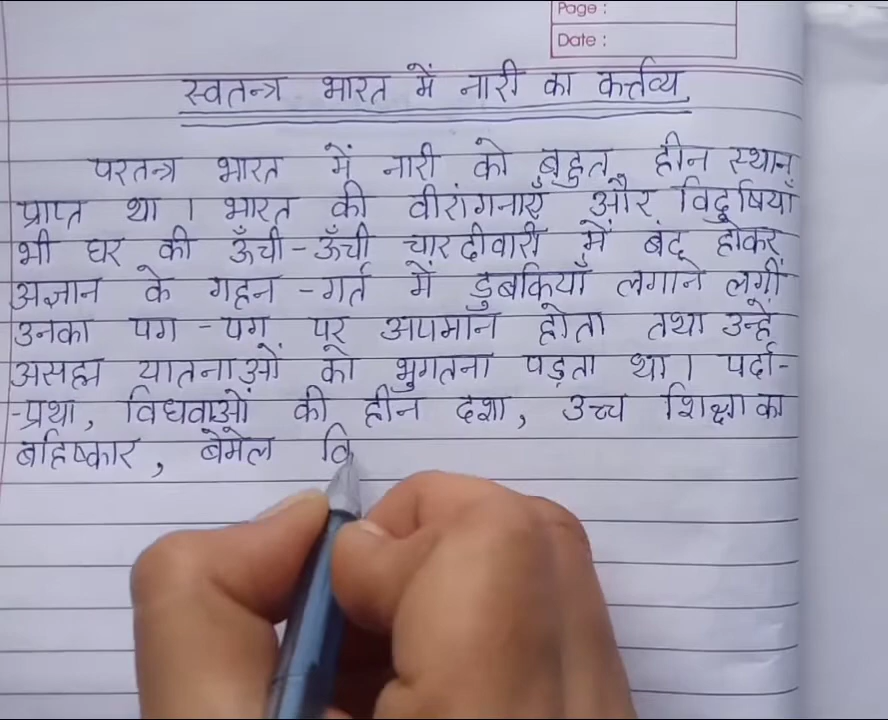 Page :
Date :
स्वतन्त्र भारत में नारी का कर्त्तव्य
परतन्त्र भारत में नारी को बहुत हीन स्थान
प्राप्त था । भारत की वीरांगनाएँ और विदुषियाँ
भी घर की ऊँची-ऊँची चारदीवारी में बंद होकर
अज्ञान के गहन-गर्त में डुबकियाँ लगाने लगीं
उनका पग-पग पर अपमान होता तथा उन्हें
असह्य यातनाओं को भुगतना पड़ता था । पर्दा-
-प्रथा, विधवाओं की हीन दशा, उच्च शिक्षा का
बहिष्कार, बेमेल वि